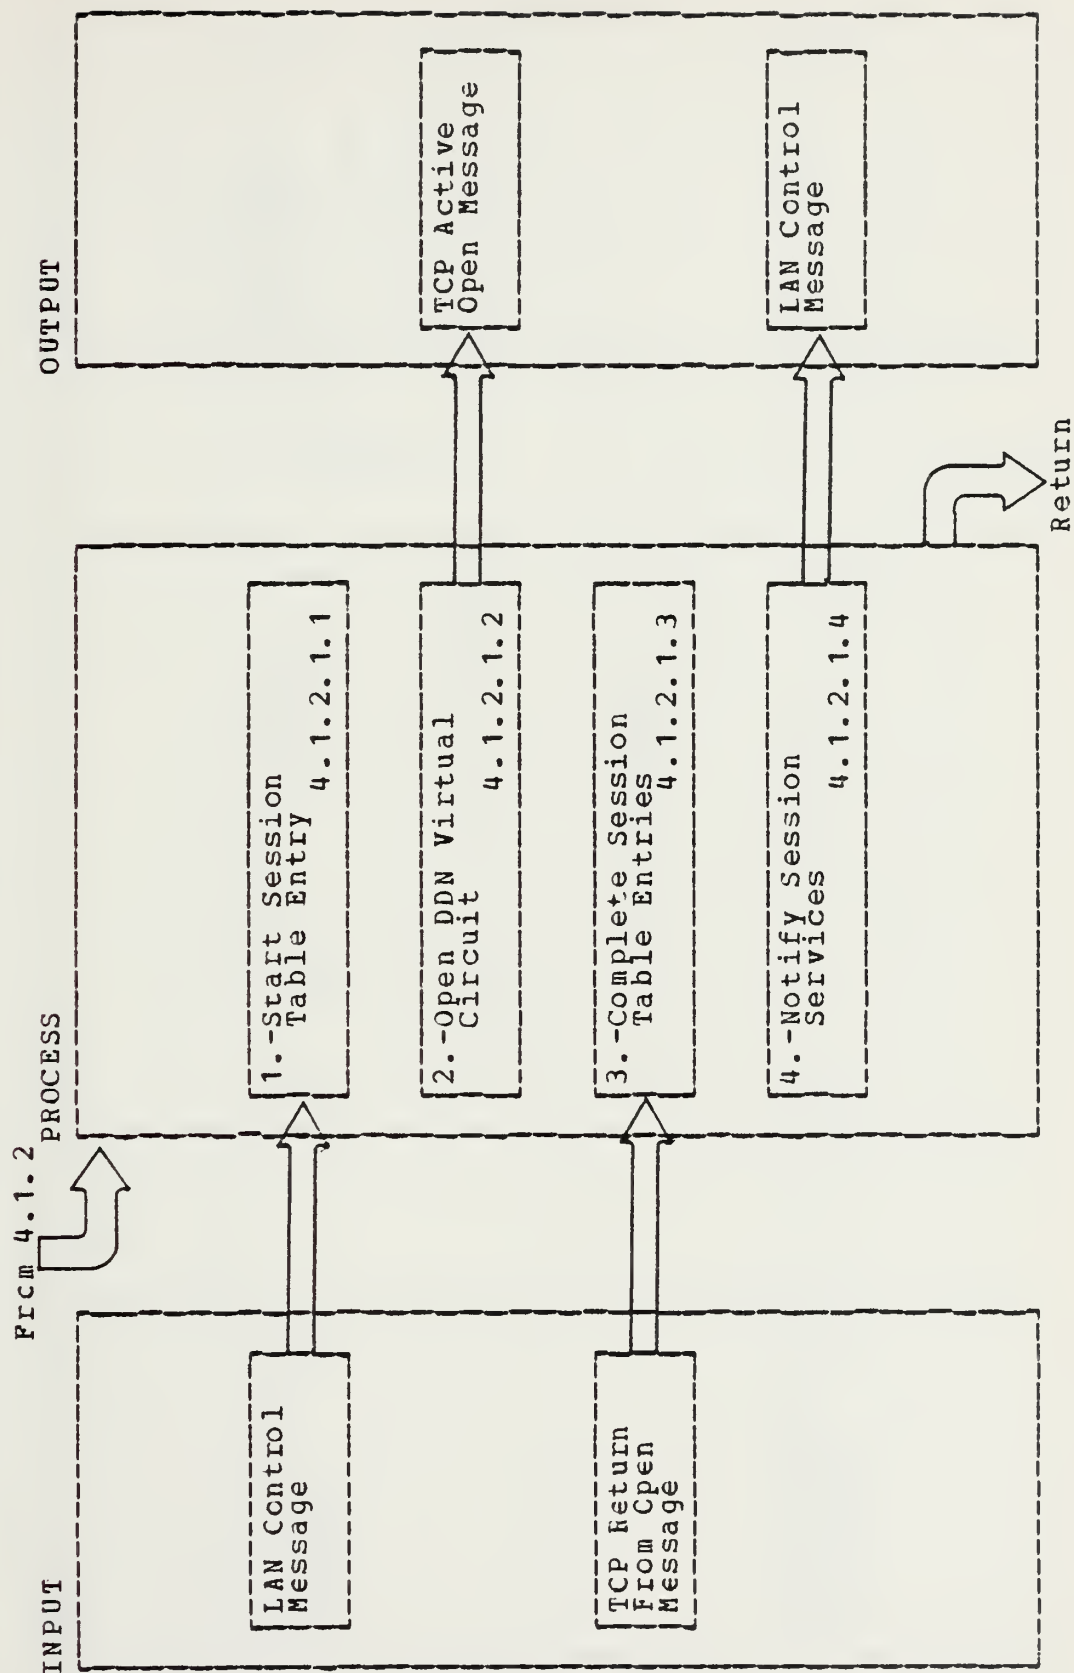 From 4.1.2
INPUT
LAN Control
Message
TCP Return
From Open
Message
PROCESS
1.-Start Session
Table Entry
4.1.2.1.1
2.-Open DDN Virtual
Circuit
4.1.2.1.2
3.-Complete Session
Table Entries
4.1.2.1.3
4.-Notify Session
Services
4.1.2.1.4
Return
OUTPUT
TCP Active
Open Message
LAN Control
Message